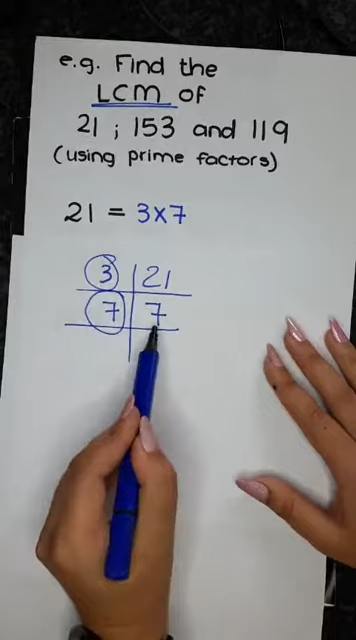 e.g. Find the
LCM of
21 ; 153 and 119
(using prime factors)
21 = 3x7
3 21
7 7